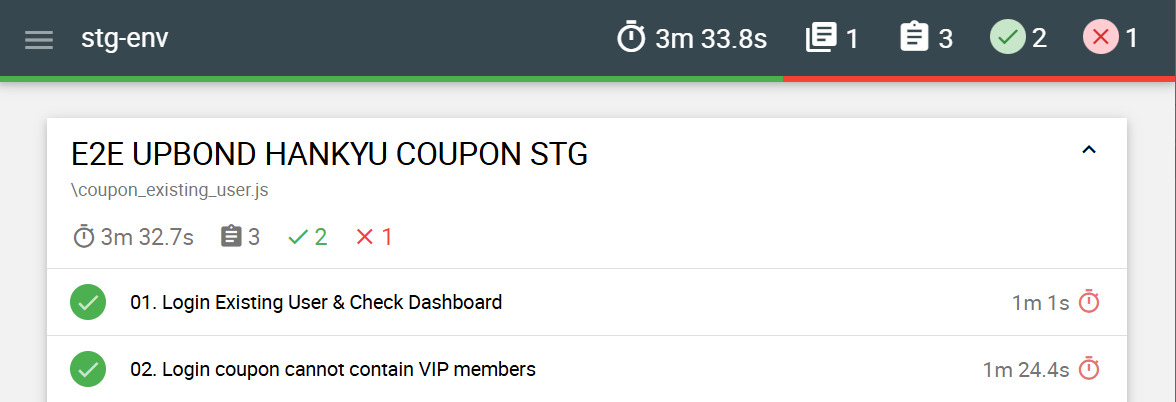 stg-env 3m 33.8s 1 3 2 1
E2E UPBOND HANKYU COUPON STG
\coupon_existing_user.js
3m 32.7s 3 2 1
01. Login Existing User & Check Dashboard 1m 1s
02. Login coupon cannot contain VIP members 1m 24.4s